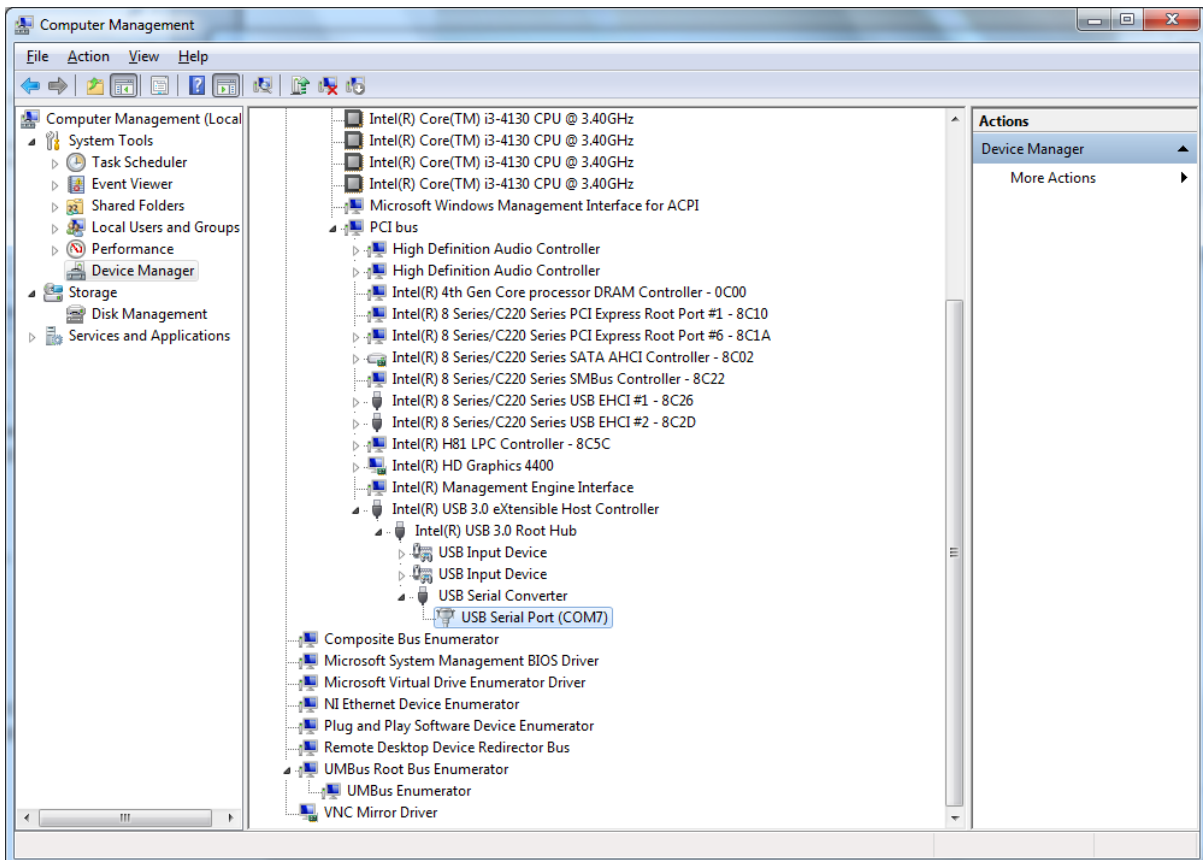 Computer Management
File Action View Help
Computer Management (Local
System Tools
Task Scheduler
Event Viewer
Shared Folders
Local Users and Groups
Performance
Device Manager
Storage
Disk Management
Services and Applications
Intel(R) Core(TM) i3-4130 CPU @ 3.40GHz
Intel(R) Core(TM) i3-4130 CPU @ 3.40GHz
Intel(R) Core(TM) i3-4130 CPU @ 3.40GHz
Intel(R) Core(TM) i3-4130 CPU @ 3.40GHz
Microsoft Windows Management Interface for ACPI
PCI bus
High Definition Audio Controller
High Definition Audio Controller
Intel(R) 4th Gen Core processor DRAM Controller - 0C00
Intel(R) 8 Series/C220 Series PCI Express Root Port #1 - 8C10
Intel(R) 8 Series/C220 Series PCI Express Root Port #6 - 8C1A
Intel(R) 8 Series/C220 Series SATA AHCI Controller - 8C02
Intel(R) 8 Series/C220 Series SMBus Controller - 8C22
Intel(R) 8 Series/C220 Series USB EHCI #1 - 8C26
Intel(R) 8 Series/C220 Series USB EHCI #2 - 8C2D
Intel(R) H81 LPC Controller - 8C5C
Intel(R) HD Graphics 4400
Intel(R) Management Engine Interface
Intel(R) USB 3.0 eXtensible Host Controller
Intel(R) USB 3.0 Root Hub
USB Input Device
USB Input Device
USB Serial Converter
USB Serial Port (COM7)
Composite Bus Enumerator
Microsoft System Management BIOS Driver
Microsoft Virtual Drive Enumerator Driver
NI Ethernet Device Enumerator
Plug and Play Software Device Enumerator
Remote Desktop Device Redirector Bus
UMBus Root Bus Enumerator
UMBus Enumerator
VNC Mirror Driver
Actions
Device Manager
More Actions